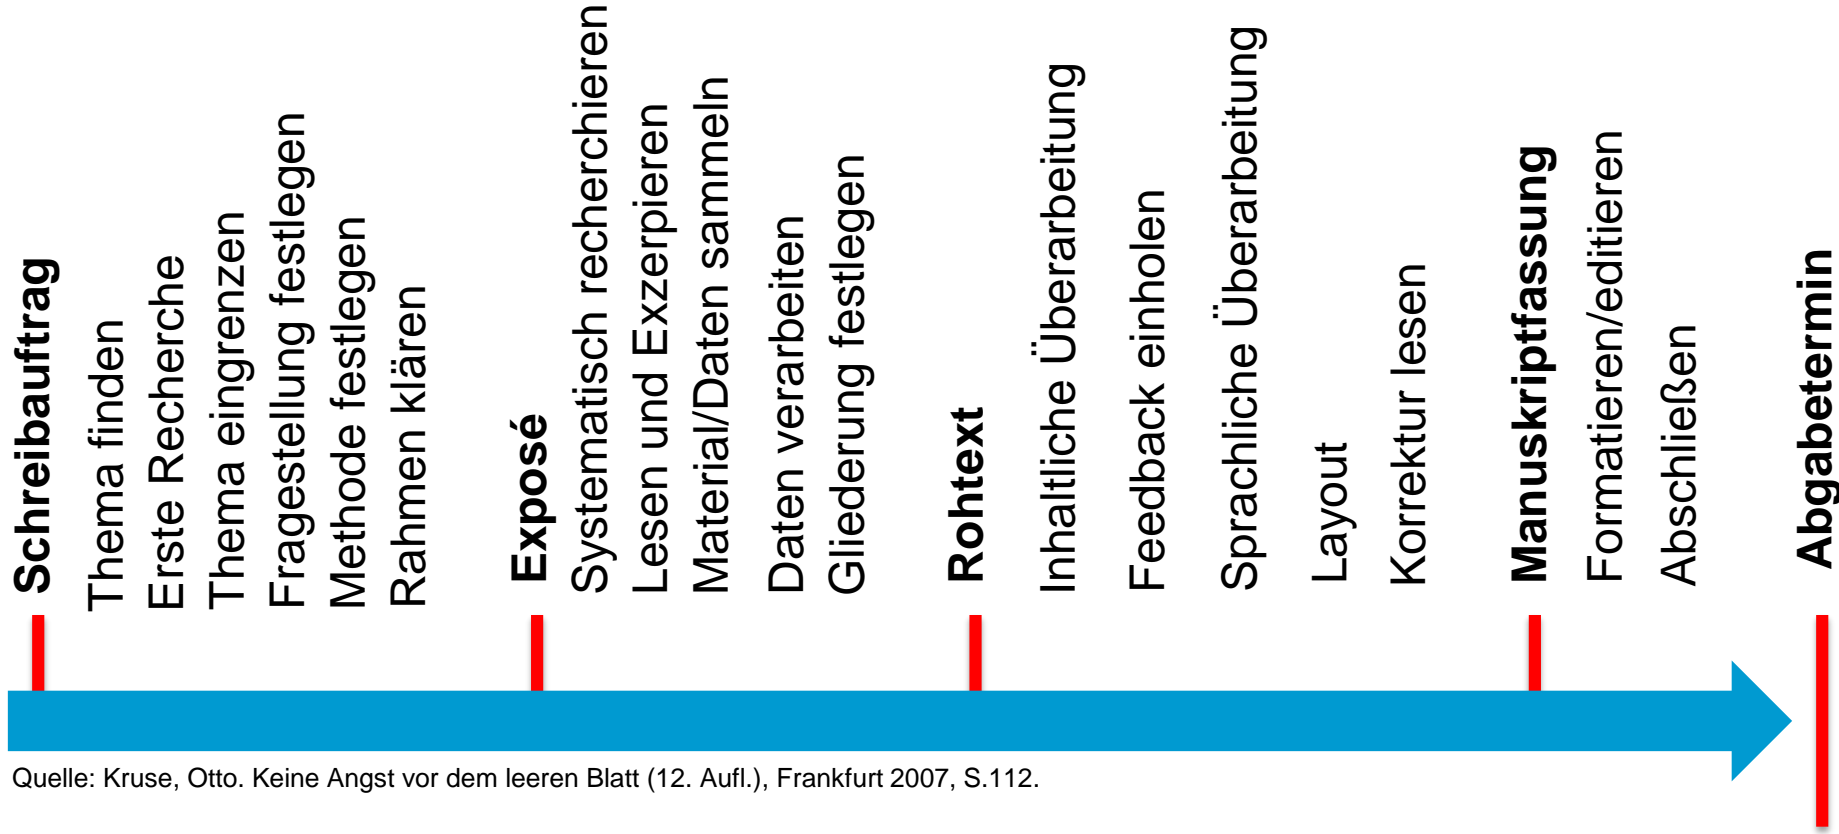 Schreibauftrag
Thema finden
Erste Recherche
Thema eingrenzen
Fragestellung festlegen
Methode festlegen
Rahmen klären
Exposé
Systematisch recherchieren
Lesen und Exzerpieren
Material/Daten sammeln
Daten verarbeiten
Gliederung festlegen
Rohtext
Inhaltliche Überarbeitung
Feedback einholen
Sprachliche Überarbeitung
Layout
Korrektur lesen
Manuskriptfassung
Formatieren/editieren
Abschließen
Abgabetermin
Quelle: Kruse, Otto. Keine Angst vor dem leeren Blatt (12. Aufl.), Frankfurt 2007, S.112.